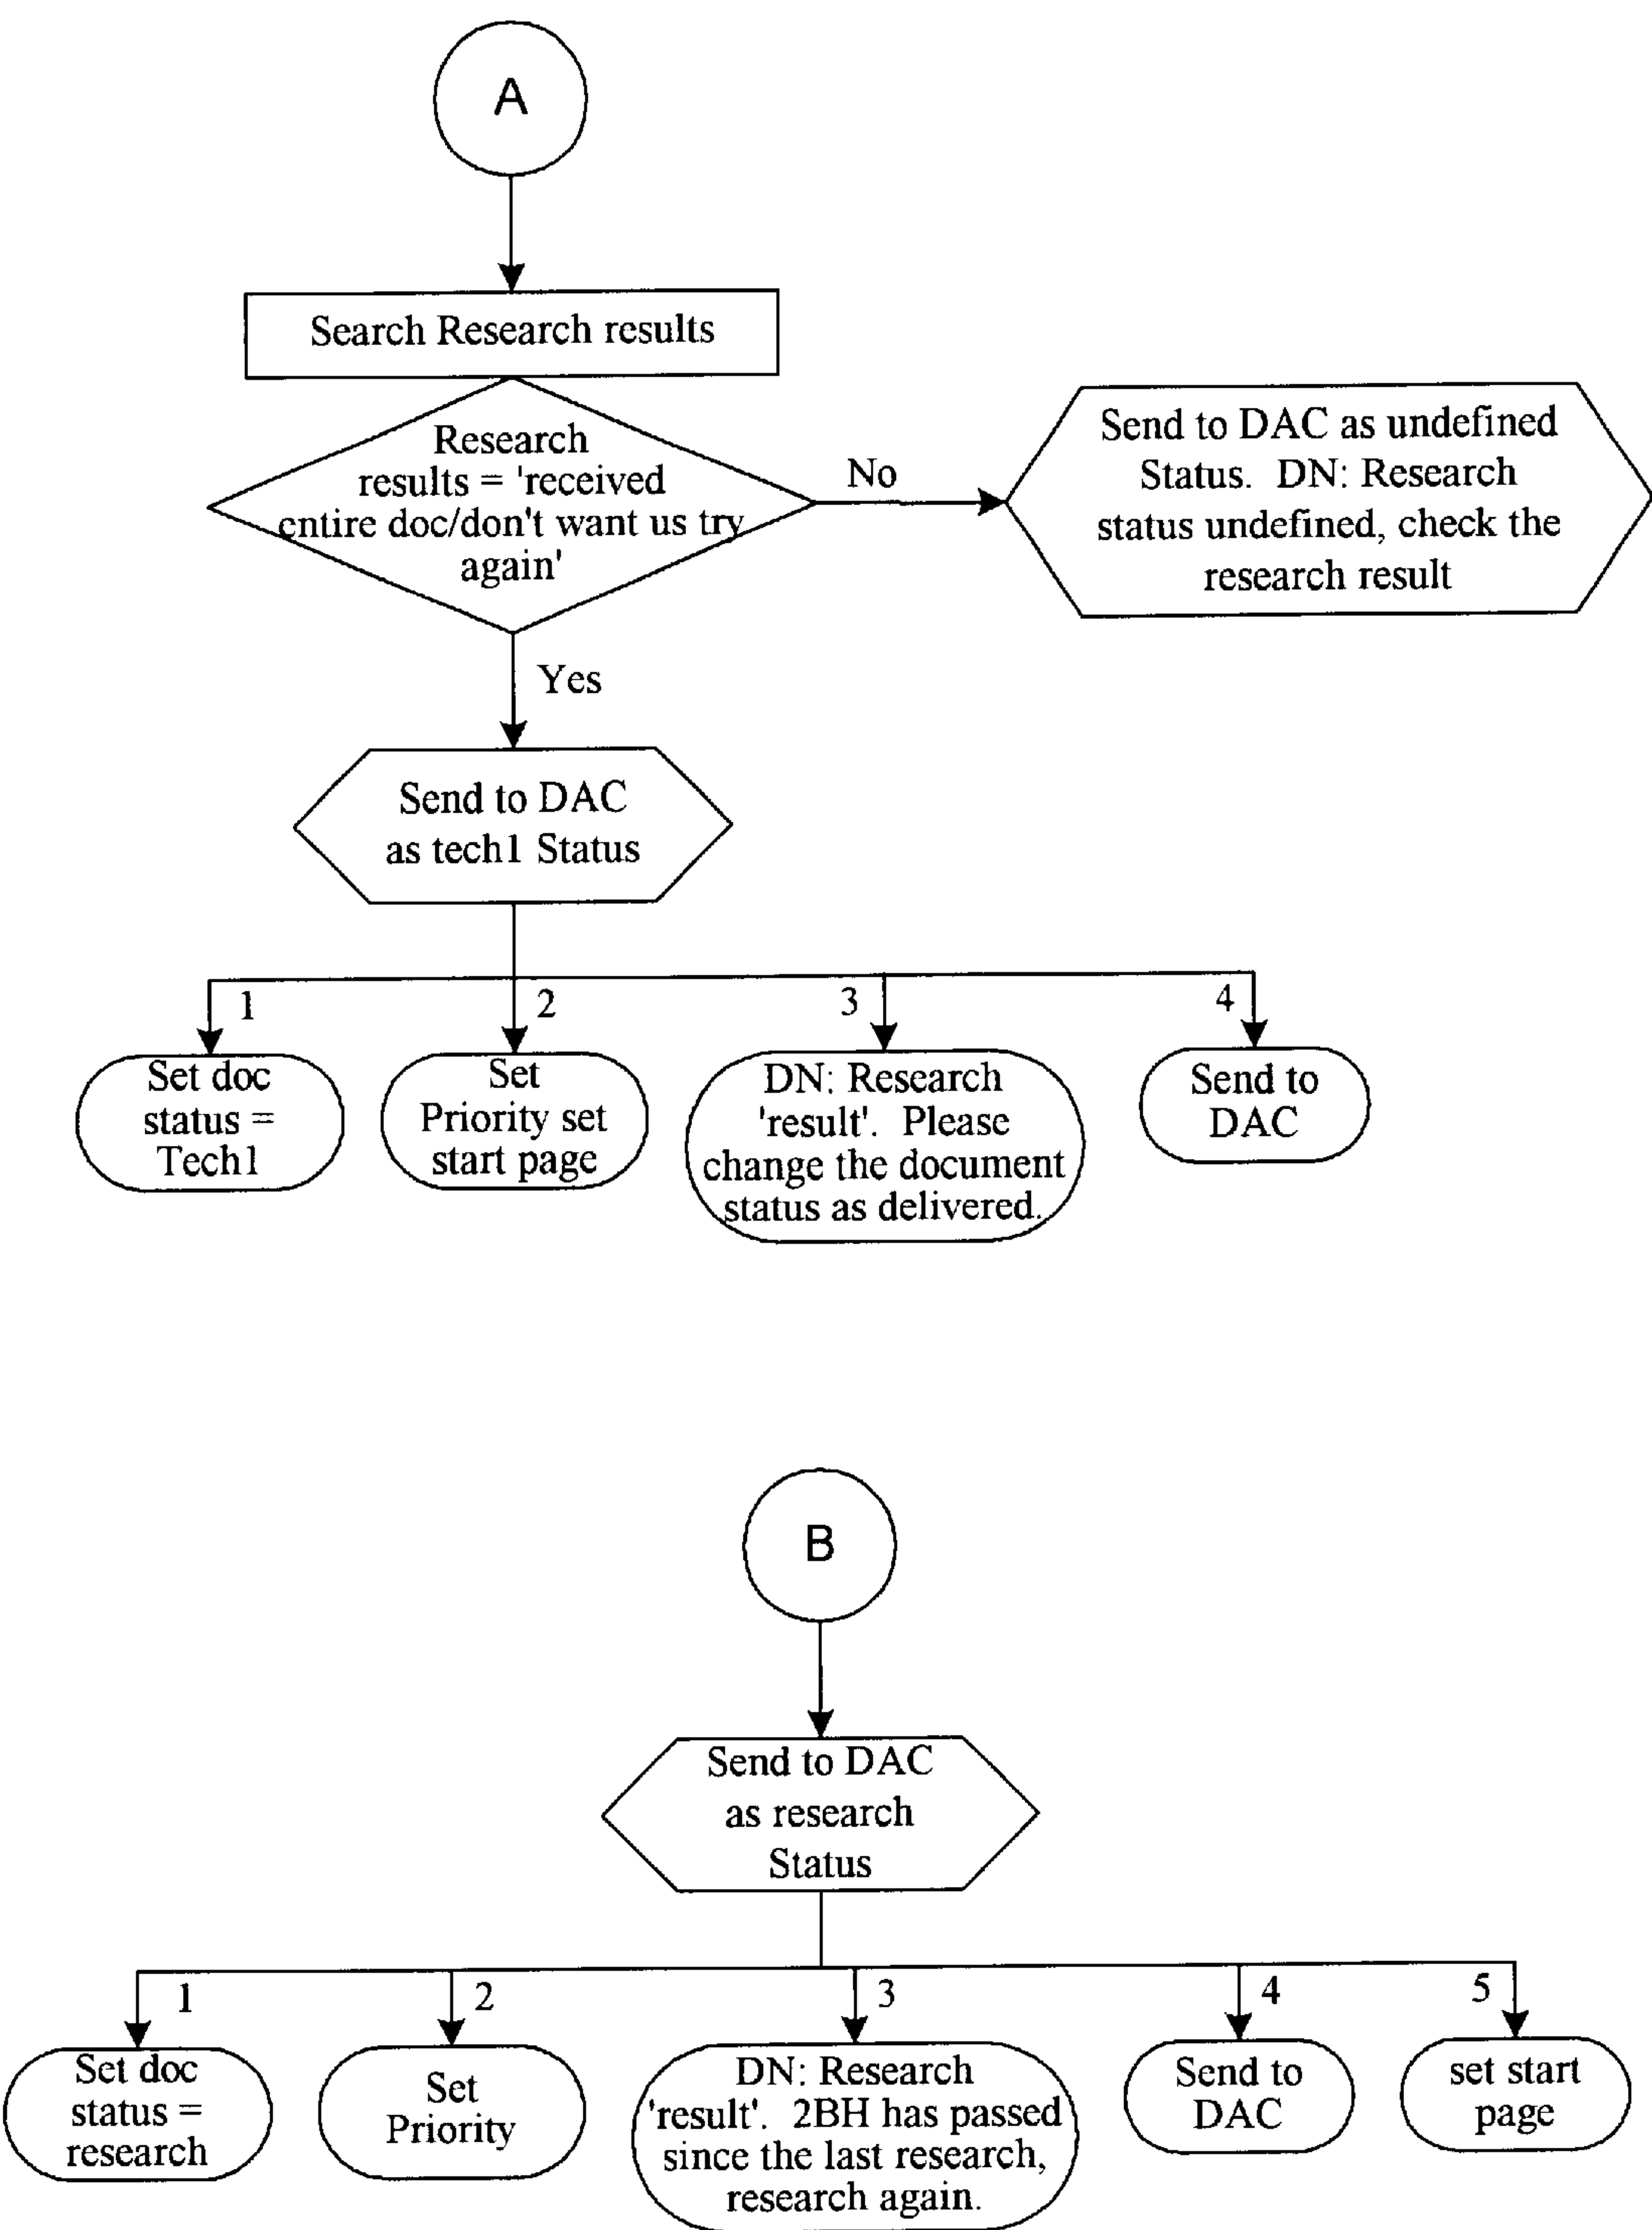 A
Search Research results
Research
results = 'received
entire doc/don't want us try
again'
No
Send to DAC as undefined
Status. DN: Research
status undefined, check the
research result
Yes
Send to DAC
as tech1 Status
1
2
3
4
Set doc
status =
Tech1
Set
Priority set
start page
DN: Research
'result'. Please
change the document
status as delivered.
Send to
DAC
B
Send to DAC
as research
Status
1
2
3
4
5
Set doc
status =
research
Set
Priority
DN: Research
'result'. 2BH has passed
since the last research,
research again.
Send to
DAC
set start
page